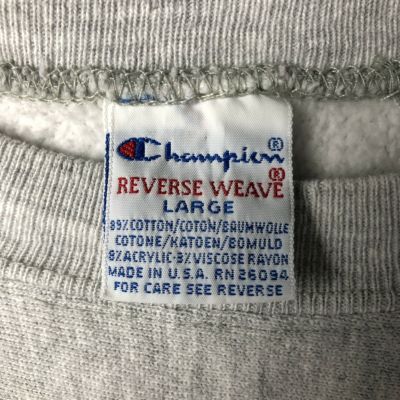 Champion®
REVERSE WEAVE®
LARGE
89% COTTON/COTON/BAUMWOLLE
COTONE/KATOEN/BOMULD
8% ACRYLIC-3% VISCOSE RAYON
MADE IN U.S.A. RN 26094
FOR CARE SEE REVERSE